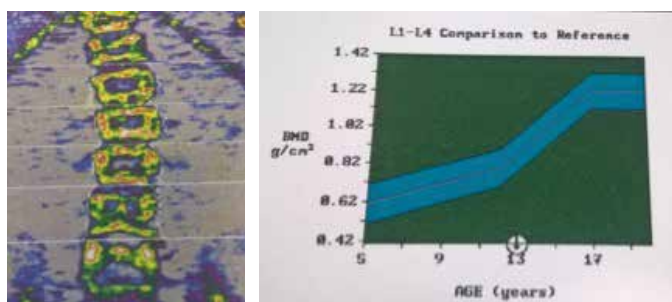 L1-L4 Comparison to Reference
1.42
1.22
1.02
BMD
g/cm²
0.82
0.62
0.42
5 9 13 17
AGE (years)